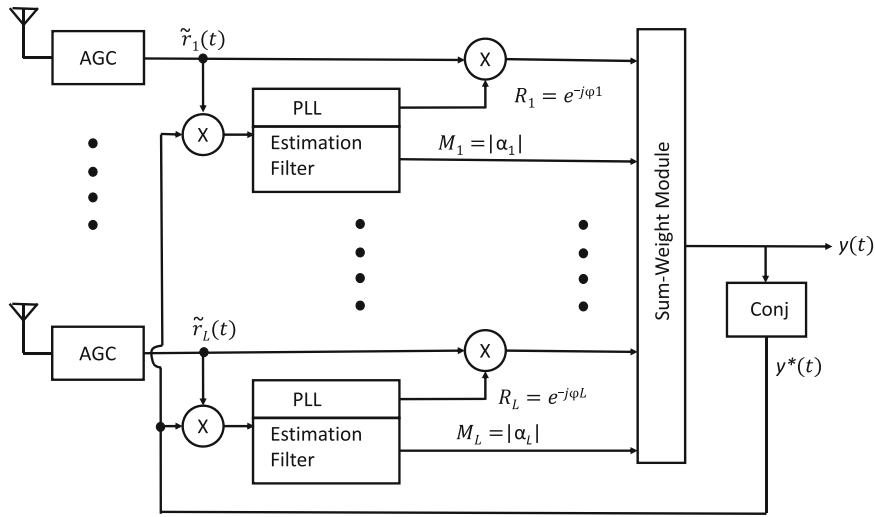 AGC
r̃₁(t)
X
R₁ = e^{-jφ1}
PLL
X
Estimation
Filter
M₁ = |α₁|
Sum-Weight Module
y(t)
Conj
y*(t)
AGC
r̃_L(t)
X
R_L = e^{-jφL}
PLL
X
Estimation
Filter
M_L = |α_L|